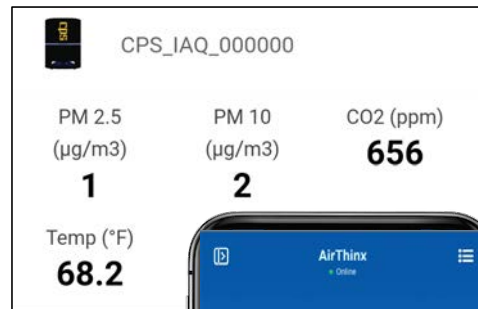 cps
CPS_IAQ_000000
PM 2.5
(µg/m3)
1
PM 10
(µg/m3)
2
CO2 (ppm)
656
Temp (°F)
68.2
AirThinx
Online